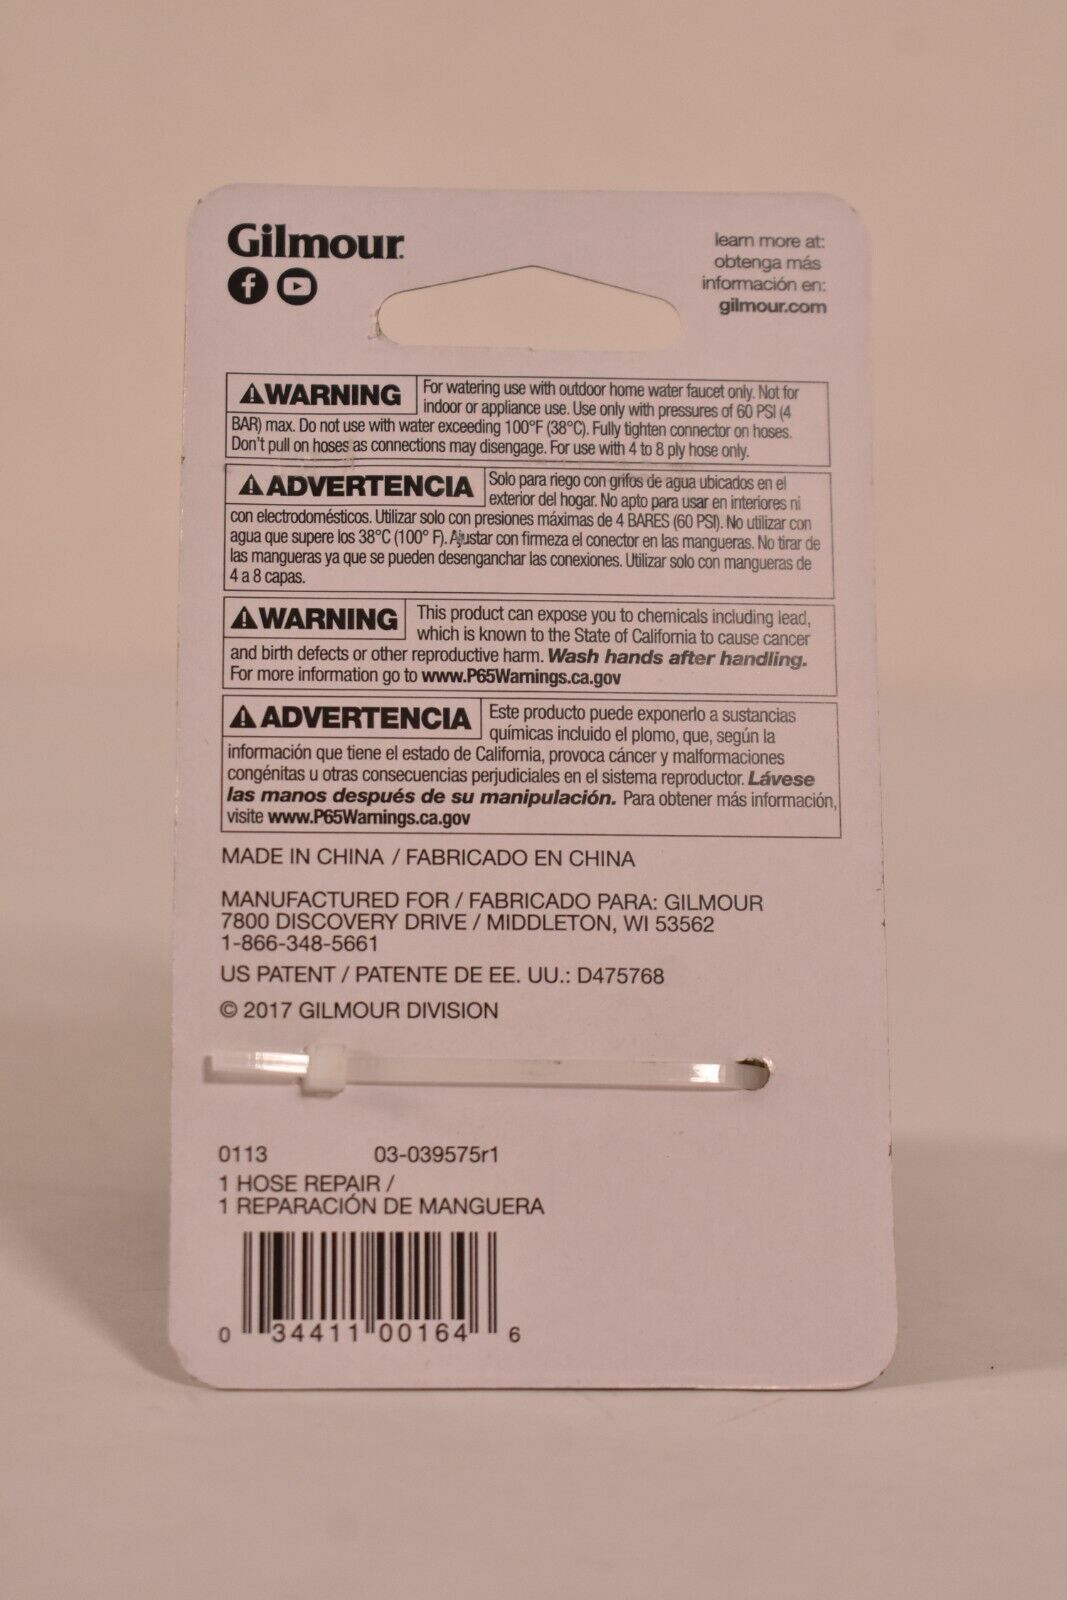 Gilmour
learn more at:
obtenga más
información en:
gilmour.com
WARNING For watering use with outdoor home water faucet only. Not for
indoor or appliance use. Use only with pressures of 60 PSI (4
BAR) max. Do not use with water exceeding 100°F (38°C). Fully tighten connector on hoses.
Don't pull on hoses as connections may disengage. For use with 4 to 8 ply hose only.
ADVERTENCIA Solo para riego con grifos de agua ubicados en el
exterior del hogar. No apto para usar en interiores ni
con electrodomésticos. Utilizar solo con presiones máximas de 4 BARES (60 PSI). No utilizar con
agua que supere los 38°C (100° F). Ajustar con firmeza el conector en las mangueras. No tirar de
las mangueras ya que se pueden desenganchar las conexiones. Utilizar solo con mangueras de
4 a 8 capas.
WARNING This product can expose you to chemicals including lead,
which is known to the State of California to cause cancer
and birth defects or other reproductive harm. Wash hands after handling.
For more information go to www.P65Warnings.ca.gov
ADVERTENCIA Este producto puede exponerlo a sustancias
químicas incluido el plomo, que, según la
información que tiene el estado de California, provoca cáncer y malformaciones
congénitas u otras consecuencias perjudiciales en el sistema reproductor. Lávese
las manos después de su manipulación. Para obtener más información,
visite www.P65Warnings.ca.gov
MADE IN CHINA / FABRICADO EN CHINA
MANUFACTURED FOR / FABRICADO PARA: GILMOUR
7800 DISCOVERY DRIVE / MIDDLETON, WI 53562
1-866-348-5661
US PATENT / PATENTE DE EE. UU.: D475768
© 2017 GILMOUR DIVISION
0113 03-039575r1
1 HOSE REPAIR /
1 REPARACIÓN DE MANGUERA
0 34411 00164 6